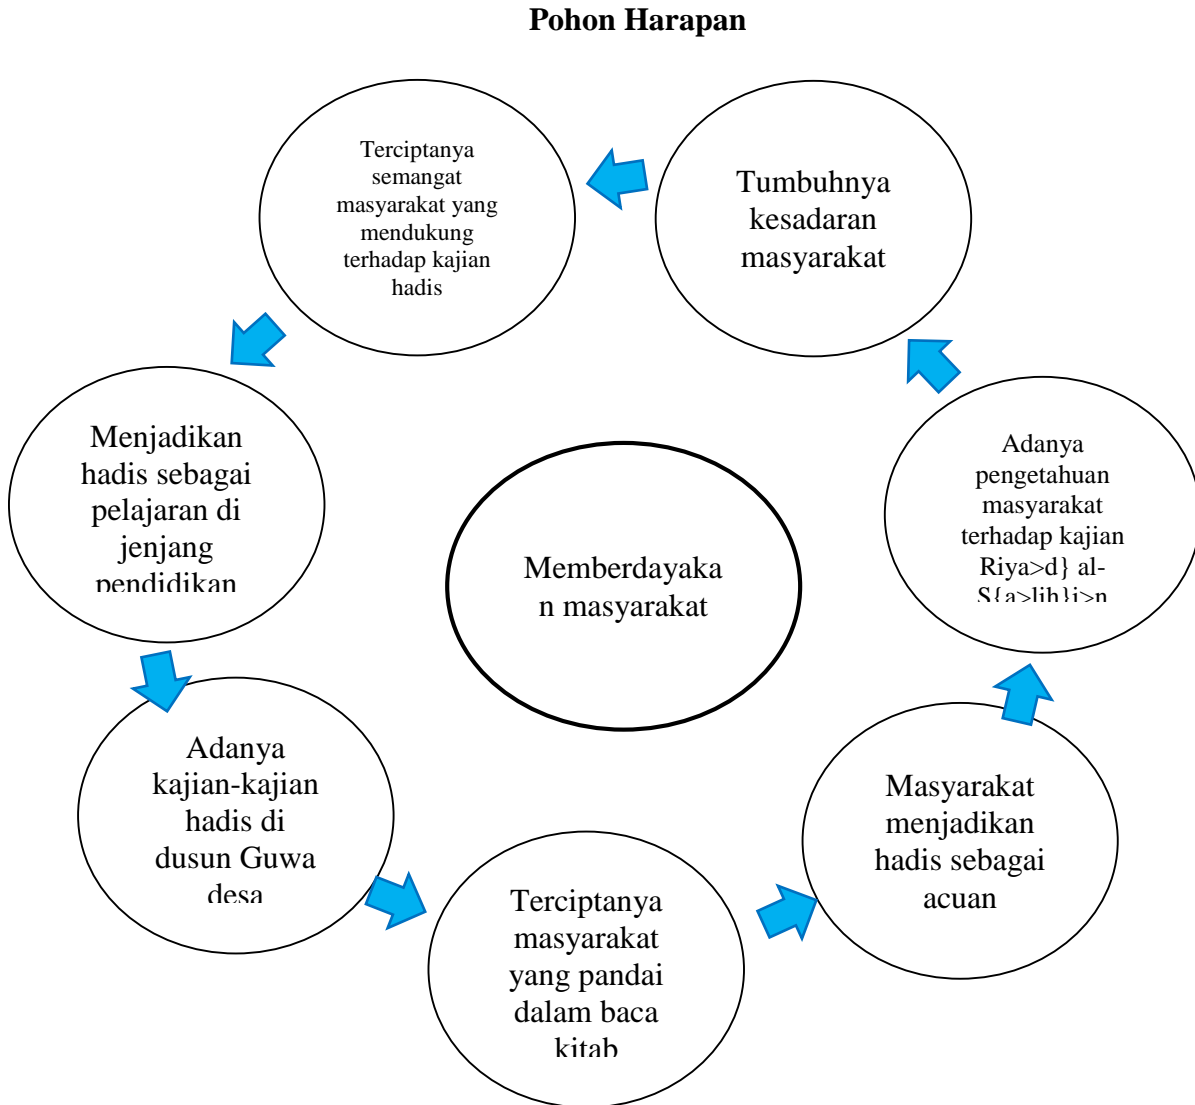 Pohon Harapan
Terciptanya
semangat
masyarakat yang
mendukung
terhadap kajian
hadis
Tumbuhnya
kesadaran
masyarakat
Menjadikan
hadis sebagai
pelajaran di
jenjang
pendidikan
Memberdayaka
n masyarakat
Adanya
pengetahuan
masyarakat
terhadap kajian
Riya>d} al-
S{a>lih}i>n
Adanya
kajian-kajian
hadis di
dusun Guwa
desa
Terciptanya
masyarakat
yang pandai
dalam baca
kitab
Masyarakat
menjadikan
hadis sebagai
acuan